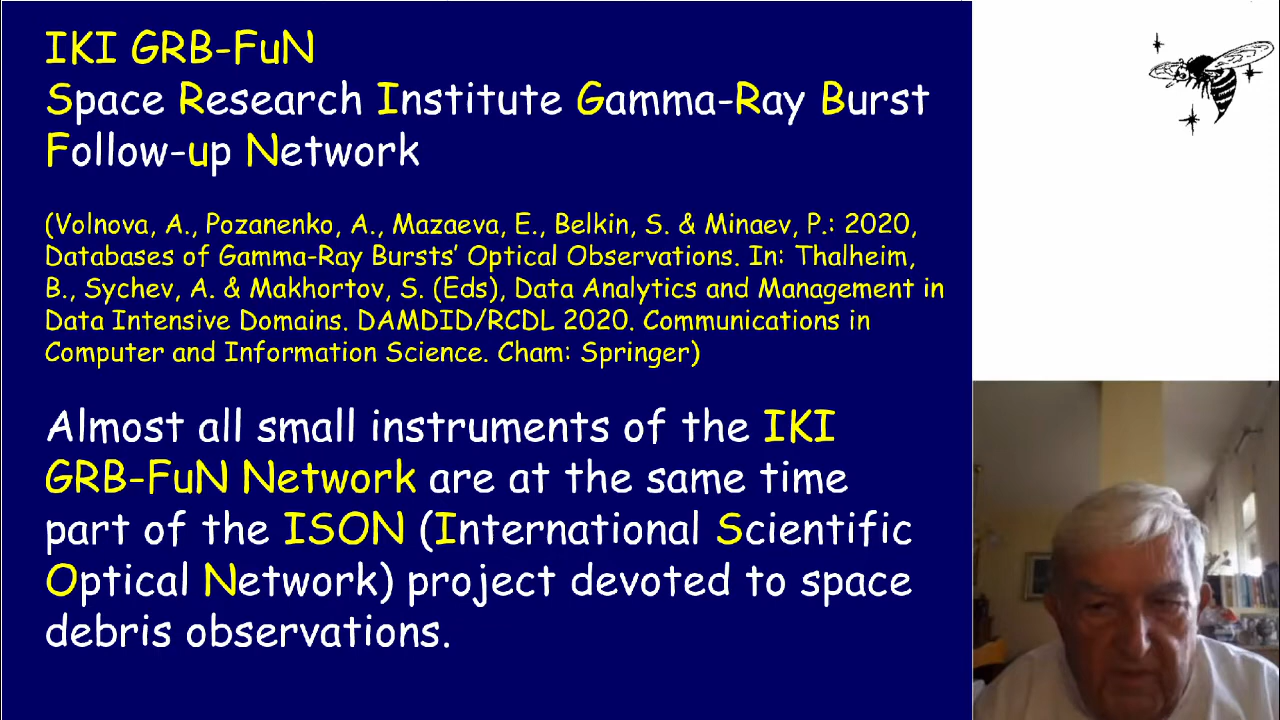 IKI GRB-FuN
Space Research Institute Gamma-Ray Burst
Follow-up Network
(Volnova, A., Pozanenko, A., Mazaeva, E., Belkin, S. & Minaev, P.: 2020,
Databases of Gamma-Ray Bursts’ Optical Observations. In: Thalheim,
B., Sychev, A. & Makhortov, S. (Eds), Data Analytics and Management in
Data Intensive Domains. DAMDID/RCDL 2020. Communications in
Computer and Information Science. Cham: Springer)
Almost all small instruments of the IKI
GRB-FuN Network are at the same time
part of the ISON (International Scientific
Optical Network) project devoted to space
debris observations.